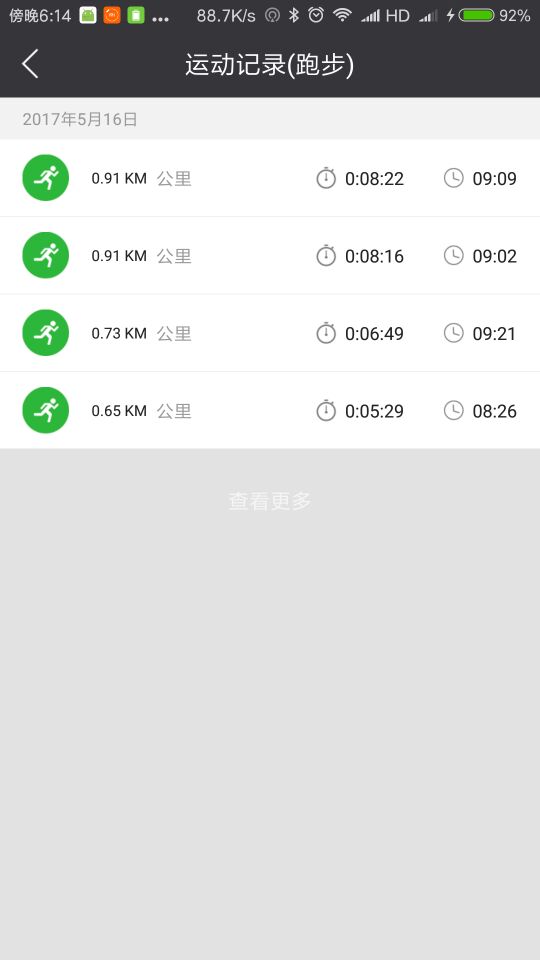 傍晚6:14 ... 88.7K/s HD 92%
运动记录(跑步)
2017年5月16日
0.91 KM 公里 0:08:22 09:09
0.91 KM 公里 0:08:16 09:02
0.73 KM 公里 0:06:49 09:21
0.65 KM 公里 0:05:29 08:26
查看更多